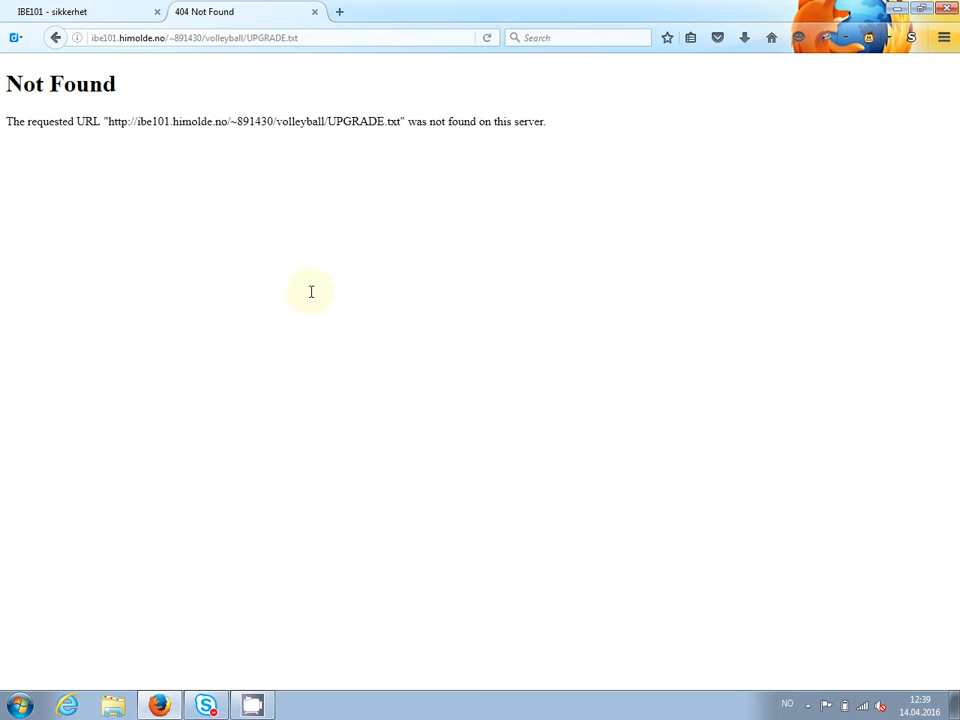 IBE101 - sikkerhet
404 Not Found
ibe101.himolde.no/~891430/volleyball/UPGRADE.txt
Search
S
Not Found
The requested URL "http://ibe101.himolde.no/~891430/volleyball/UPGRADE.txt" was not found on this server.
NO
12:39
14.04.2016